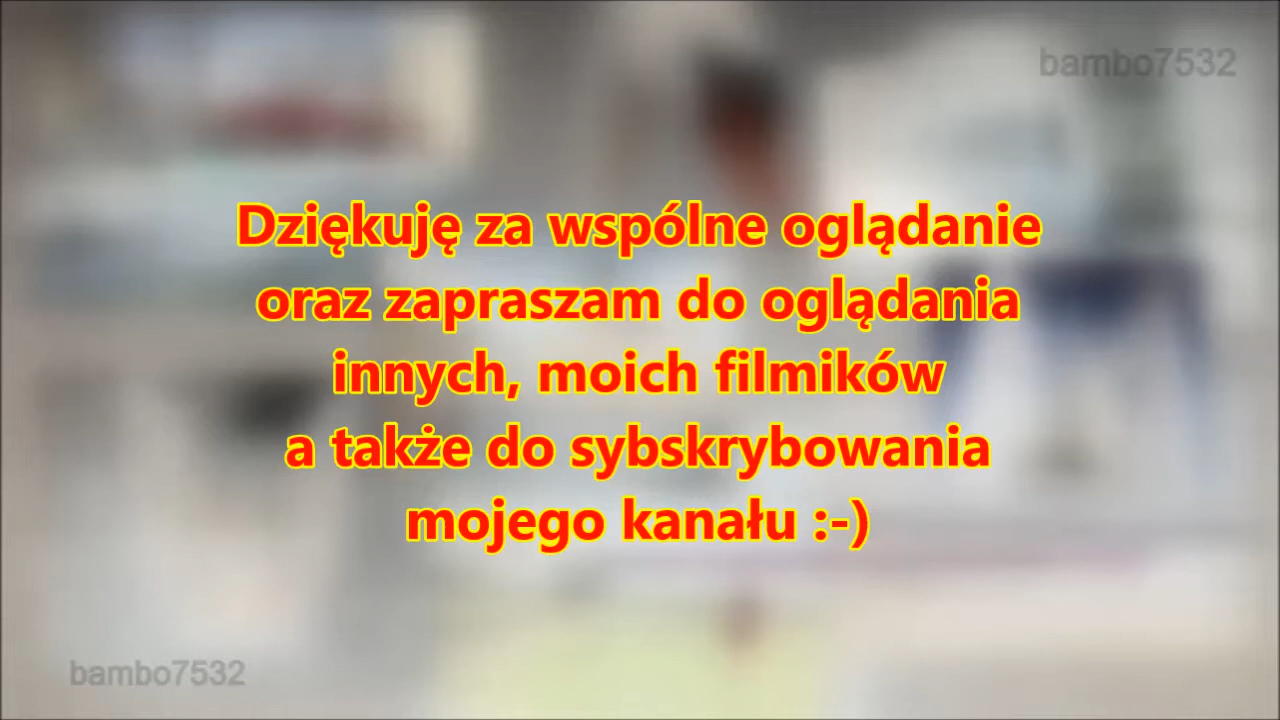 bambo7532
Dziękuję za wspólne oglądanie
oraz zapraszam do oglądania
innych, moich filmików
a także do sybskrybowania
mojego kanału :-)
bambo7532